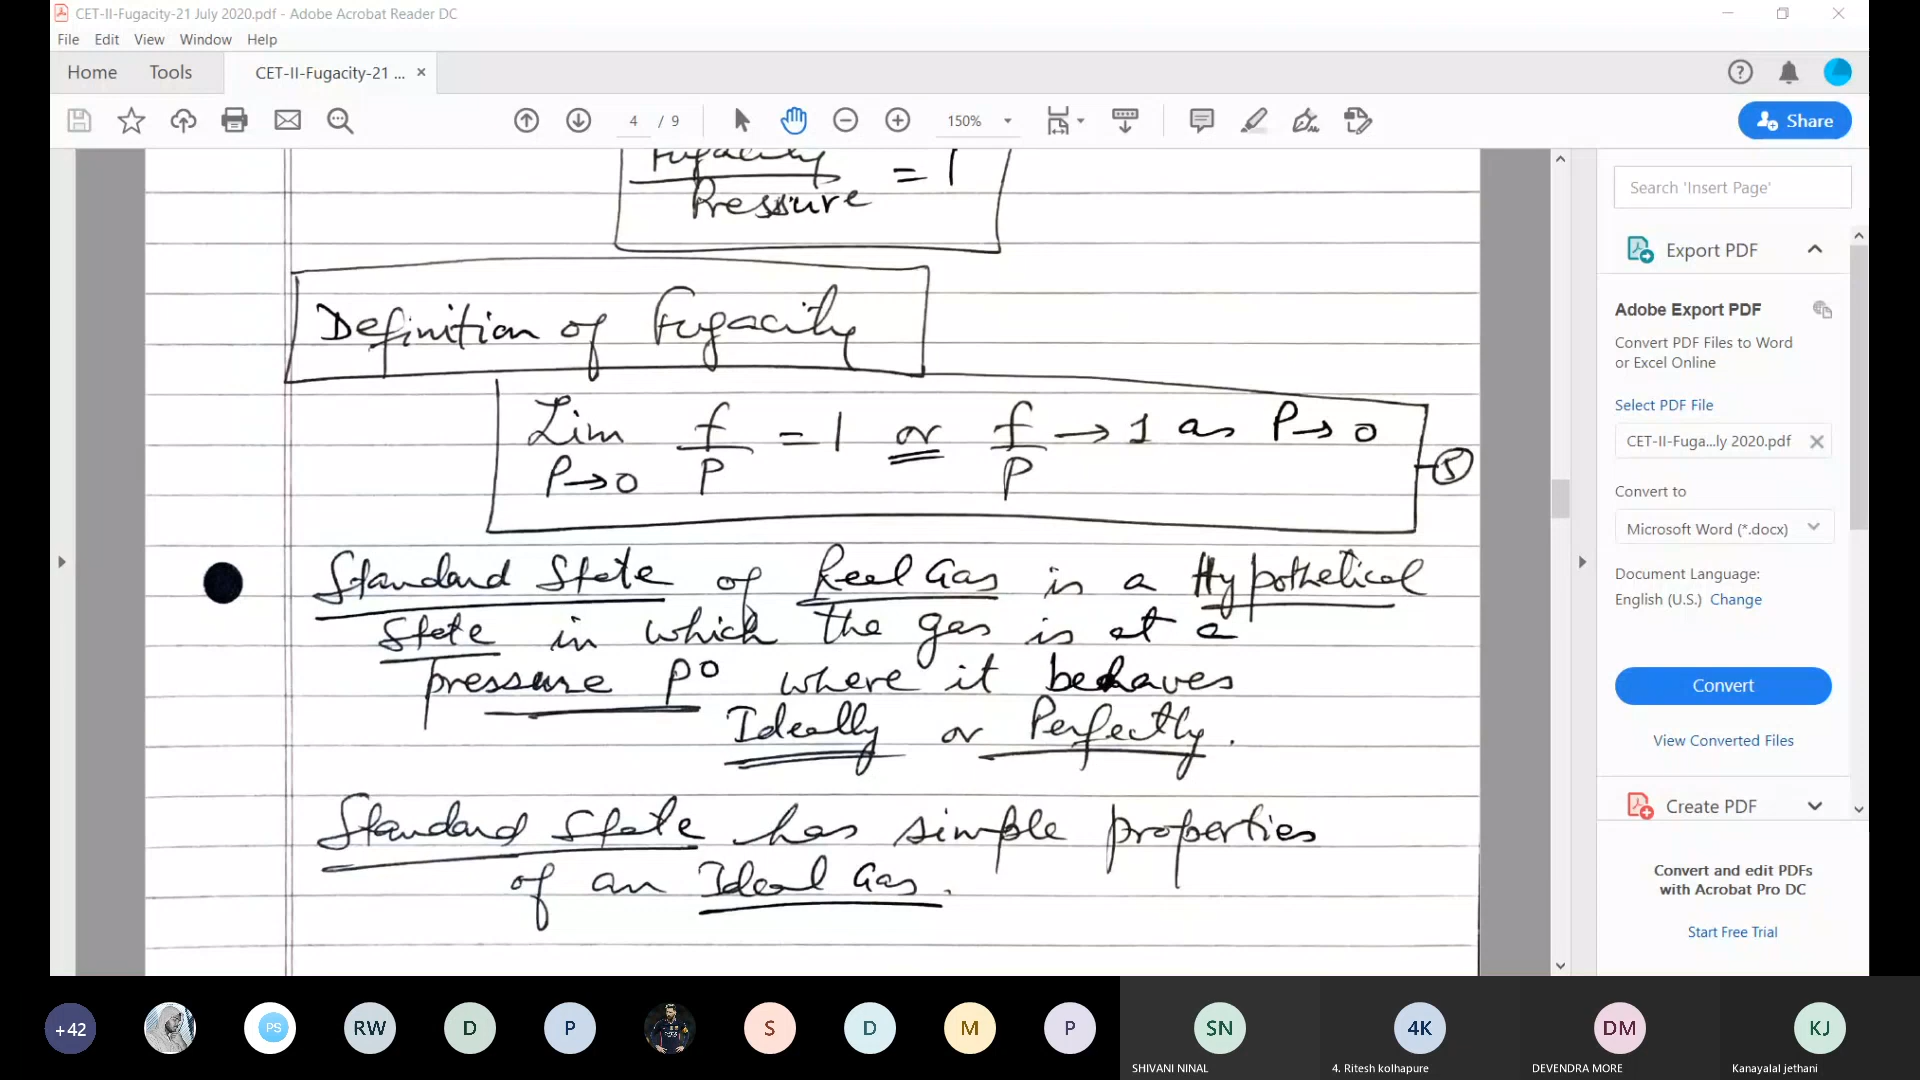 CET-II-Fugacity-21 July 2020.pdf - Adobe Acrobat Reader DC
File Edit View Window Help
Home Tools CET-II-Fugacity-21 ... ×
4 / 9 150% Share
Fugacity
Pressure = 1
Definition of Fugacity
Lim f/P = 1 or f/P → 1 as P → 0
P→0
5
Standard State of Real Gas is a Hypothetical
State in which the gas is at a
pressure P° where it behaves
Ideally or Perfectly.
Standard State has simple properties
of an Ideal Gas.
Search 'Insert Page'
Export PDF
Adobe Export PDF
Convert PDF Files to Word
or Excel Online
Select PDF File
CET-II-Fuga...ly 2020.pdf
Convert to
Microsoft Word (*.docx)
Document Language:
English (U.S.) Change
Convert
View Converted Files
Create PDF
Convert and edit PDFs
with Acrobat Pro DC
Start Free Trial
+42 PS RW D P S D M P SN 4K DM KJ
SHIVANI NINAL 4. Ritesh kolhapure DEVENDRA MORE Kanayalal jethani